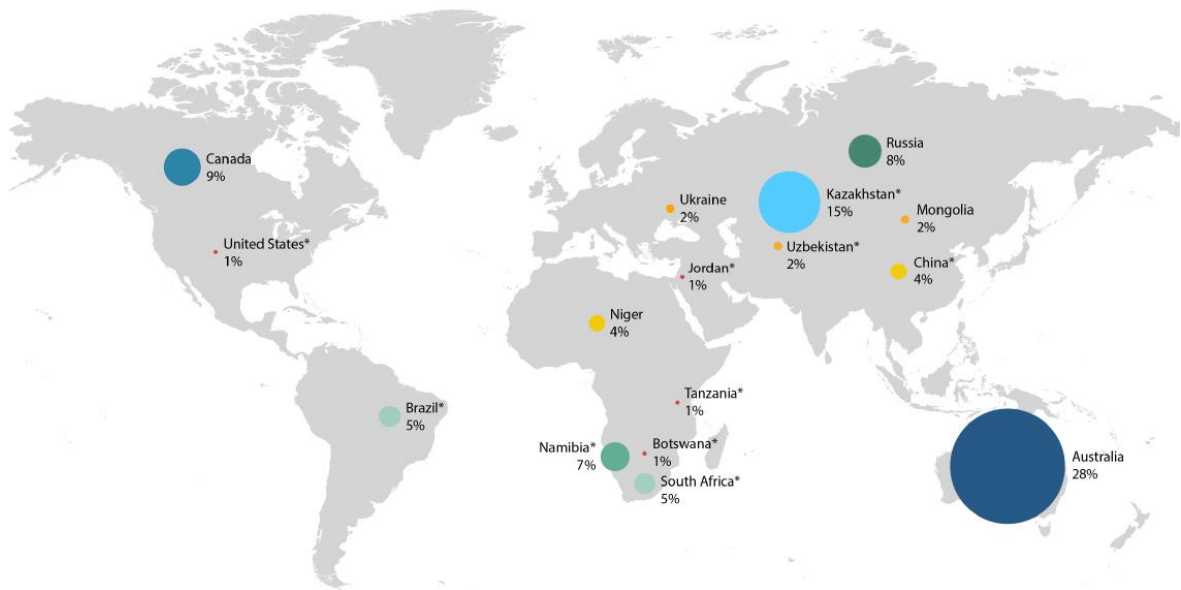 Canada
9%
United States*
1%
Brazil*
5%
Ukraine
2%
Jordan*
1%
Niger
4%
Tanzania*
1%
Namibia*
7%
Botswana*
1%
South Africa*
5%
Russia
8%
Kazakhstan*
15%
Mongolia
2%
Uzbekistan*
2%
China*
4%
Australia
28%